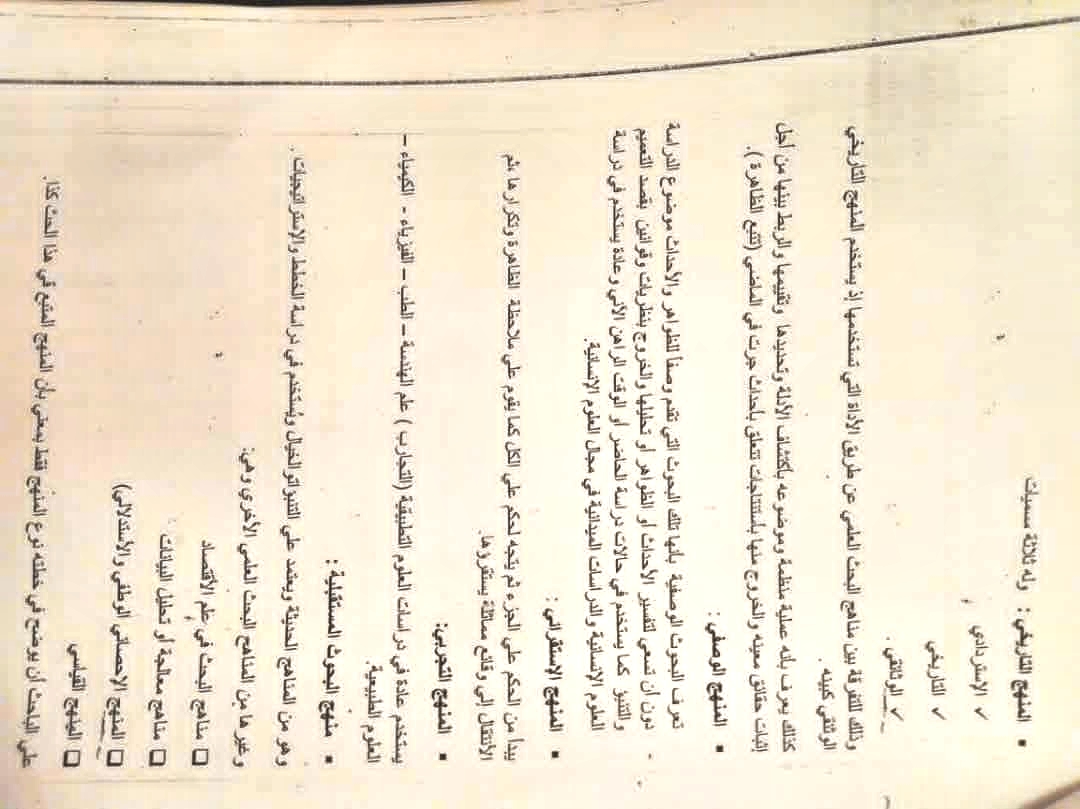 ▪ المنهج التاريخي : وله ثلاثة مسميات
✓ الإستردادي
✓ التاريخي
✓ الوثائقي .
وذلك للتفرقة بين مناهج البحث العلمي عن طريق الأداة التي تستخدمها إذ يستخدم المنهج التاريخي
الوثئقي كبينه .
كذلك يعرف بأنه عملية منظمة وموضوعه بأكتشاف الأدلة وتحديدها وتقييمها والربط بينها من أجل
إثبات حقائق معينه والخروج منها بأستنتاجات تتعلق بأحداث جرت في الماضي (تتبع الظاهرة ).
▪ المنهج الوصفي :
تعرف البحوث الوصفية بأنها تلك البحوث التي تقدم وصفاً للظواهر والأحداث موضوع الدراسة
دون أن تسعي لتفسير الأحداث أو الظواهر أو تحليلها والخروج بنظريات وقوانين بقصد التعميم
والتنبؤ كما يستخدم في حالات دراسة الحاضر أو الوقت الراهن الآني وعادة يستخدم في دراسة
العلوم الإنسانية والدراسات الميدانية في مجال العلوم الإنسانية.
▪ المنهج الإستقرائي :
يبدأ من الحكم علي الجزء ثم يتجه لحكم علي الكل كما يقوم علي ملاحظة الظاهرة وتكرارها ،ثم
الأنتقال إلي وقائع مماثلة يستقرؤها.
▪ المنهج التجربي:
يستخدم عادة في دراسات العلوم التطبيقية (التجارب ) علم الهندسة – الطب – الفيزياء - الكيمياء –
العلوم الطبيعية.
▪ منهج البحوث المستقبلية :
وهو من المناهج الحديثة ويعتمد علي التنبؤاتوالخيال ويُستخدم في دراسة الخطط والإستراتيجيات .
وغيرها من المناهح البحث العلمي الأخري وهي:
❑ مناهج البحث في علم الأقتصاد
❑ مناهج معالجة أو تحليل البيانات
❑ المنهج الإحصائي الوظفي والأستدلالي)
❑ المنهج القياسي
علي الباحث أن يوضح في خطته نوع المنهج فقط بمعني بأن المنهج المتبع في هذا الحث كذا.